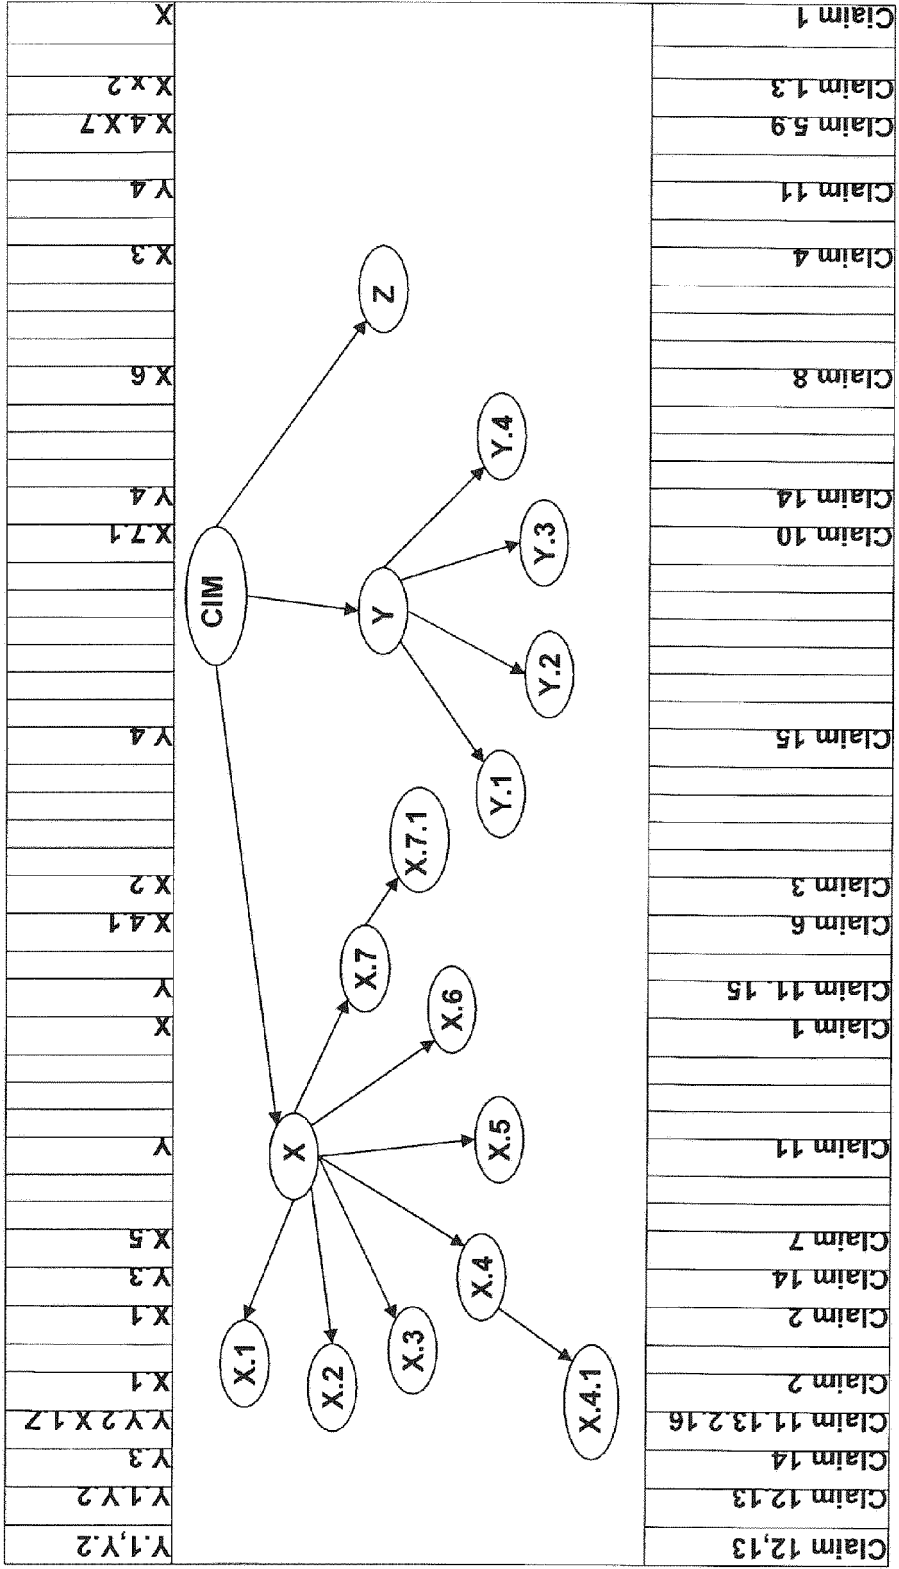 Claim 12,13
Claim 12.13
Claim 14
Claim 11.13.2.16
Claim 2
Claim 2
Claim 14
Claim 7
Claim 11
Claim 1
Claim 11. 15
Claim 6
Claim 3
Claim 15
Claim 10
Claim 14
Claim 8
Claim 4
Claim 11
Claim 5.9
Claim 1.3
Claim 1
CIM
X
Y
Z
X.1
X.2
X.3
X.4
X.4.1
X.5
X.6
X.7
X.7.1
Y.1
Y.2
Y.3
Y.4
Y.1,Y.2
Y.1.Y.2
Y.3
Y Y.2 X.1.7
X.1
X.1
Y.3
X.5
Y
X
Y
X.4.1
X.2
Y.4
X.7.1
Y.4
X.6
X.3
Y.4
X.4 X.7
X x.2
X